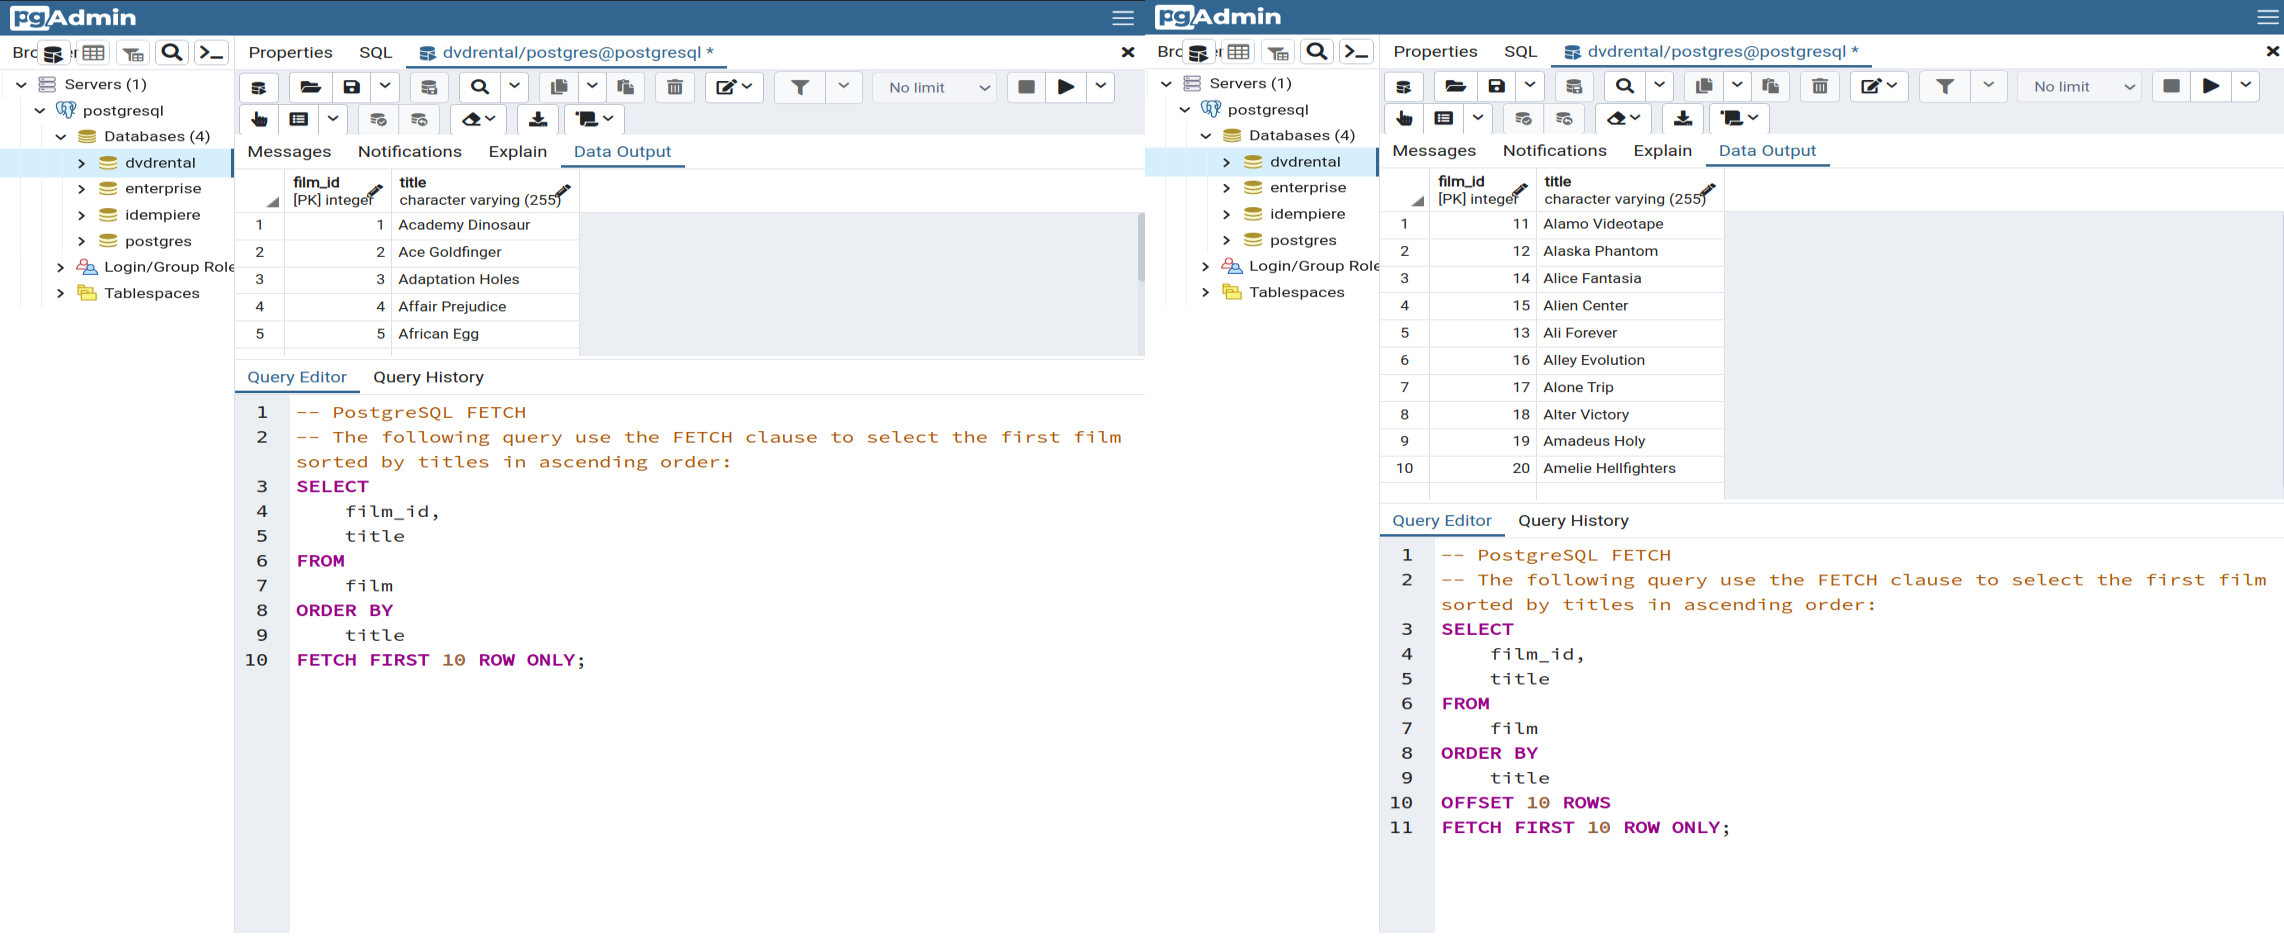 pgAdmin
Properties SQL dvdrental/postgres@postgresql *
Servers (1)
postgresql
Databases (4)
dvdrental
enterprise
idempiere
postgres
Login/Group Role
Tablespaces
No limit
Messages Notifications Explain Data Output
film_id title
[PK] integer character varying (255)
1 1 Academy Dinosaur
2 2 Ace Goldfinger
3 3 Adaptation Holes
4 4 Affair Prejudice
5 5 African Egg
Query Editor Query History
1 -- PostgreSQL FETCH
2 -- The following query use the FETCH clause to select the first film
sorted by titles in ascending order:
3 SELECT
4 film_id,
5 title
6 FROM
7 film
8 ORDER BY
9 title
10 FETCH FIRST 10 ROW ONLY;
pgAdmin
Properties SQL dvdrental/postgres@postgresql *
Servers (1)
postgresql
Databases (4)
dvdrental
enterprise
idempiere
postgres
Login/Group Role
Tablespaces
No limit
Messages Notifications Explain Data Output
film_id title
[PK] integer character varying (255)
1 11 Alamo Videotape
2 12 Alaska Phantom
3 14 Alice Fantasia
4 15 Alien Center
5 13 Ali Forever
6 16 Alley Evolution
7 17 Alone Trip
8 18 Alter Victory
9 19 Amadeus Holy
10 20 Amelie Hellfighters
Query Editor Query History
1 -- PostgreSQL FETCH
2 -- The following query use the FETCH clause to select the first film
sorted by titles in ascending order:
3 SELECT
4 film_id,
5 title
6 FROM
7 film
8 ORDER BY
9 title
10 OFFSET 10 ROWS
11 FETCH FIRST 10 ROW ONLY;